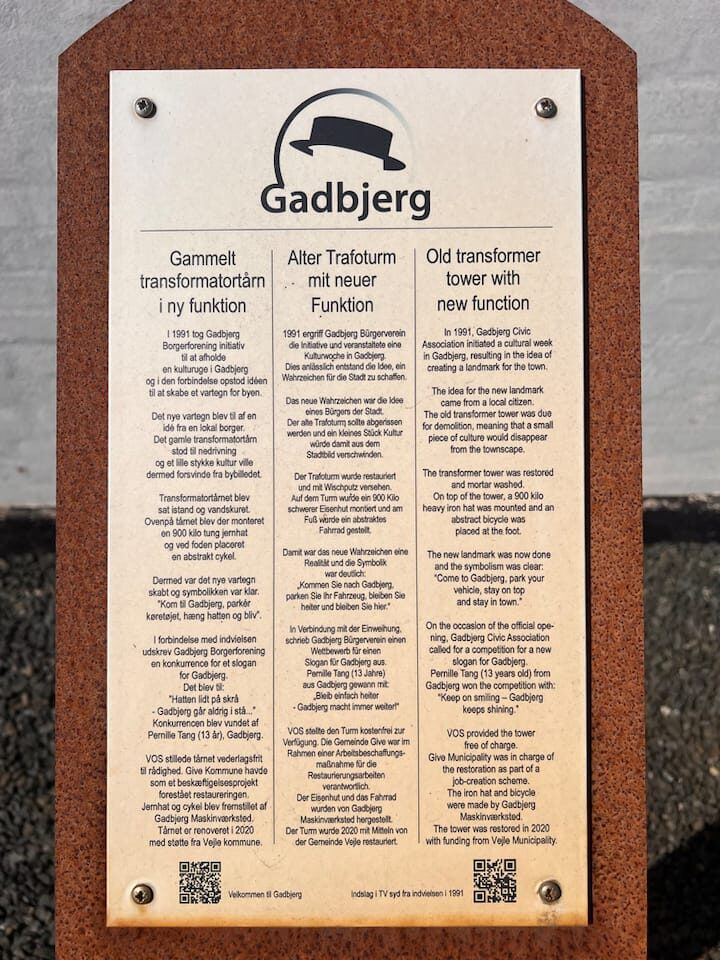 Gadbjerg
Gammelt
transformatortårn
i ny funktion
I 1991 tog Gadbjerg
Borgerforening initiativ
til at afholde
en kulturuge i Gadbjerg
og i den forbindelse opstod idéen
til at skabe et vartegn for byen.
Det nye vartegn blev til af en
idé fra en lokal borger.
Det gamle transformatortårn
stod til nedrivning
og et lille stykke kultur ville
dermed forsvinde fra bybilledet.
Transformatortårnet blev
sat istand og vandskuret.
Ovenpå tårnet blev der monteret
en 900 kilo tung jernhat
og ved foden placeret
en abstrakt cykel.
Dermed var det nye vartegn
skabt og symbolikken var klar.
"Kom til Gadbjerg, parkér
køretøjet, hæng hatten og bliv".
I forbindelse med indvielsen
udskrev Gadbjerg Borgerforening
en konkurrence for et slogan
for Gadbjerg.
Det blev til:
"Hatten lidt på skrå
- Gadbjerg går aldrig i stå..."
Konkurrencen blev vundet af
Pernille Tang (13 år), Gadbjerg.
VOS stillede tårnet vederlagsfrit
til rådighed. Give Kommune havde
som et beskæftigelsesprojekt
forestået restaureringen.
Jernhat og cykel blev fremstillet af
Gadbjerg Maskinværksted.
Tårnet er renoveret i 2020
med støtte fra Vejle kommune.
Alter Trafoturm
mit neuer
Funktion
1991 ergriff Gadbjerg Bürgerverein
die Initiative und veranstaltete eine
Kulturwoche in Gadbjerg.
Dies anlässlich entstand die Idee, ein
Wahrzeichen für die Stadt zu schaffen.
Das neue Wahrzeichen war die Idee
eines Bürgers der Stadt.
Der alte Trafoturm sollte abgerissen
werden und ein kleines Stück Kultur
würde damit aus dem
Stadtbild verschwinden.
Der Trafoturm wurde restauriert
und mit Wischputz versehen.
Auf dem Turm wurde ein 900 Kilo
schwerer Eisenhut montiert und am
Fuß würde ein abstraktes
Fahrrad gestellt.
Damit war das neue Wahrzeichen eine
Realität und die Symbolik
war deutlich:
„Kommen Sie nach Gadbjerg,
parken Sie Ihr Fahrzeug, bleiben Sie
heiter und bleiben Sie hier."
In Verbindung mit der Einweihung,
schrieb Gadbjerg Bürgerverein einen
Wettbewerb für einen
Slogan für Gadbjerg aus.
Pernille Tang (13 Jahre)
aus Gadbjerg gewann mit:
„Bleib einfach heiter
- Gadbjerg macht immer weiter!"
VOS stellte den Turm kostenfrei zur
Verfügung. Die Gemeinde Give war im
Rahmen einer Arbeitsbeschaffungs-
maßnahme für die
Restaurierungsarbeiten
verantwortlich.
Der Eisenhut und das Fahrrad
wurden von Gadbjerg
Maskinværksted hergestellt.
Der Turm wurde 2020 mit Mitteln von
der Gemeinde Vejle restauriert.
Old transformer
tower with
new function
In 1991, Gadbjerg Civic
Association initiated a cultural week
in Gadbjerg, resulting in the idea of
creating a landmark for the town.
The idea for the new landmark
came from a local citizen.
The old transformer tower was due
for demolition, meaning that a small
piece of culture would disappear
from the townscape.
The transformer tower was restored
and mortar washed.
On top of the tower, a 900 kilo
heavy iron hat was mounted and an
abstract bicycle was
placed at the foot.
The new landmark was now done
and the symbolism was clear:
"Come to Gadbjerg, park your
vehicle, stay on top
and stay in town."
On the occasion of the official ope-
ning, Gadbjerg Civic Association
called for a competition for a new
slogan for Gadbjerg.
Pernille Tang (13 years old) from
Gadbjerg won the competition with:
"Keep on smiling – Gadbjerg
keeps shining."
VOS provided the tower
free of charge.
Give Municipality was in charge of
the restoration as part of a
job-creation scheme.
The iron hat and bicycle
were made by Gadbjerg
Maskinværksted.
The tower was restored in 2020
with funding from Vejle Municipality.
Velkommen til Gadbjerg
Indslag i TV syd fra indvielsen i 1991